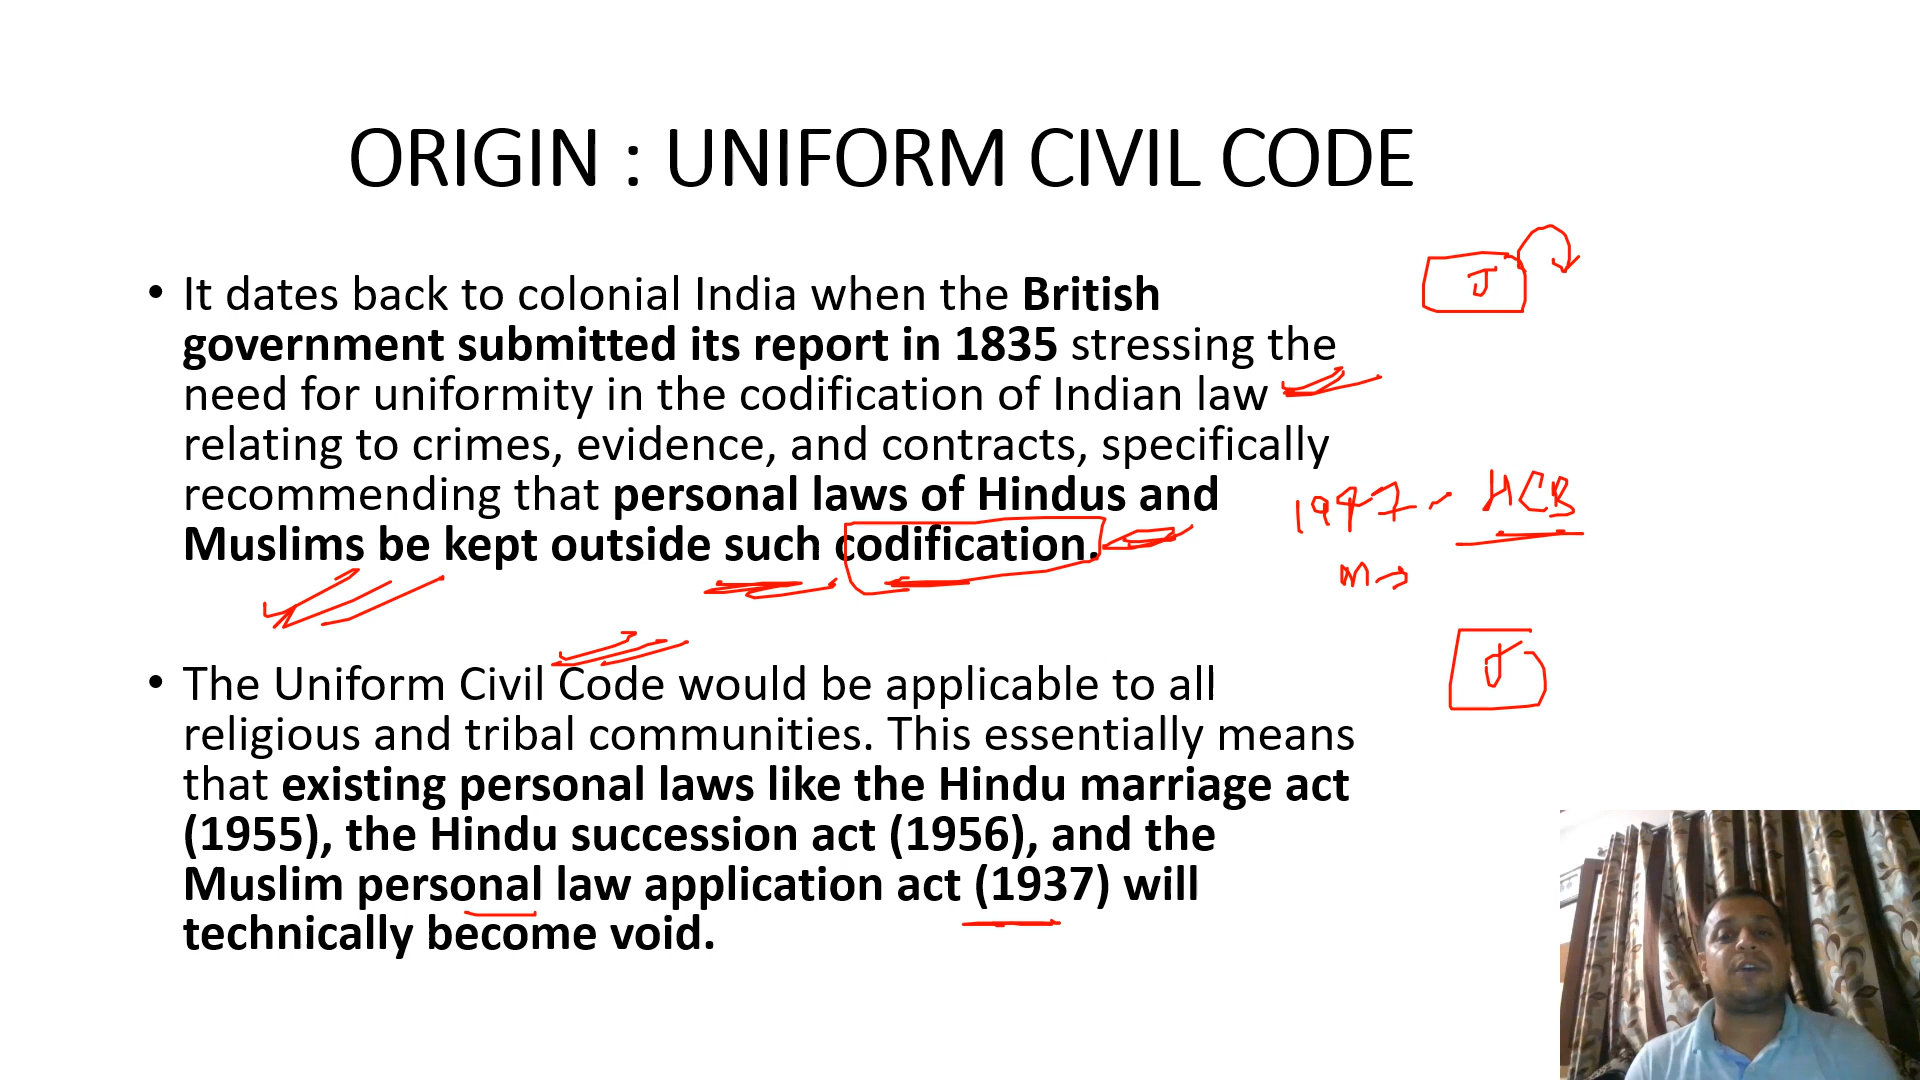 ORIGIN : UNIFORM CIVIL CODE
• It dates back to colonial India when the British
government submitted its report in 1835 stressing the
need for uniformity in the codification of Indian law
relating to crimes, evidence, and contracts, specifically
recommending that personal laws of Hindus and
Muslims be kept outside such codification.
• The Uniform Civil Code would be applicable to all
religious and tribal communities. This essentially means
that existing personal laws like the Hindu marriage act
(1955), the Hindu succession act (1956), and the
Muslim personal law application act (1937) will
technically become void.
J
1947 - HCB
m →
J